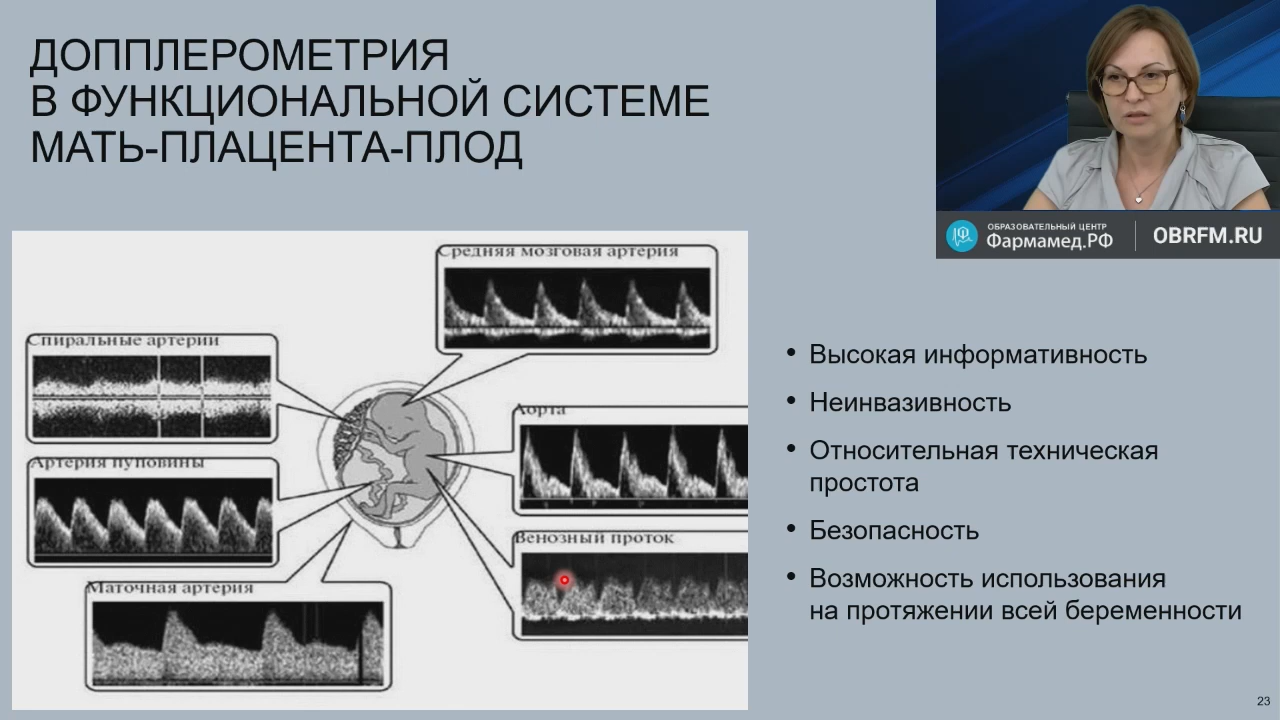 ДОППЛЕРОМЕТРИЯ
В ФУНКЦИОНАЛЬНОЙ СИСТЕМЕ
МАТЬ-ПЛАЦЕНТА-ПЛОД
ОБРАЗОВАТЕЛЬНЫЙ ЦЕНТР
Фармамед.РФ
OBRFM.RU
Средняя мозговая артерия
Спиральные артерии
Аорта
Артерия пуповины
Венозный проток
Маточная артерия
• Высокая информативность
• Неинвазивность
• Относительная техническая
простота
• Безопасность
• Возможность использования
на протяжении всей беременности
23